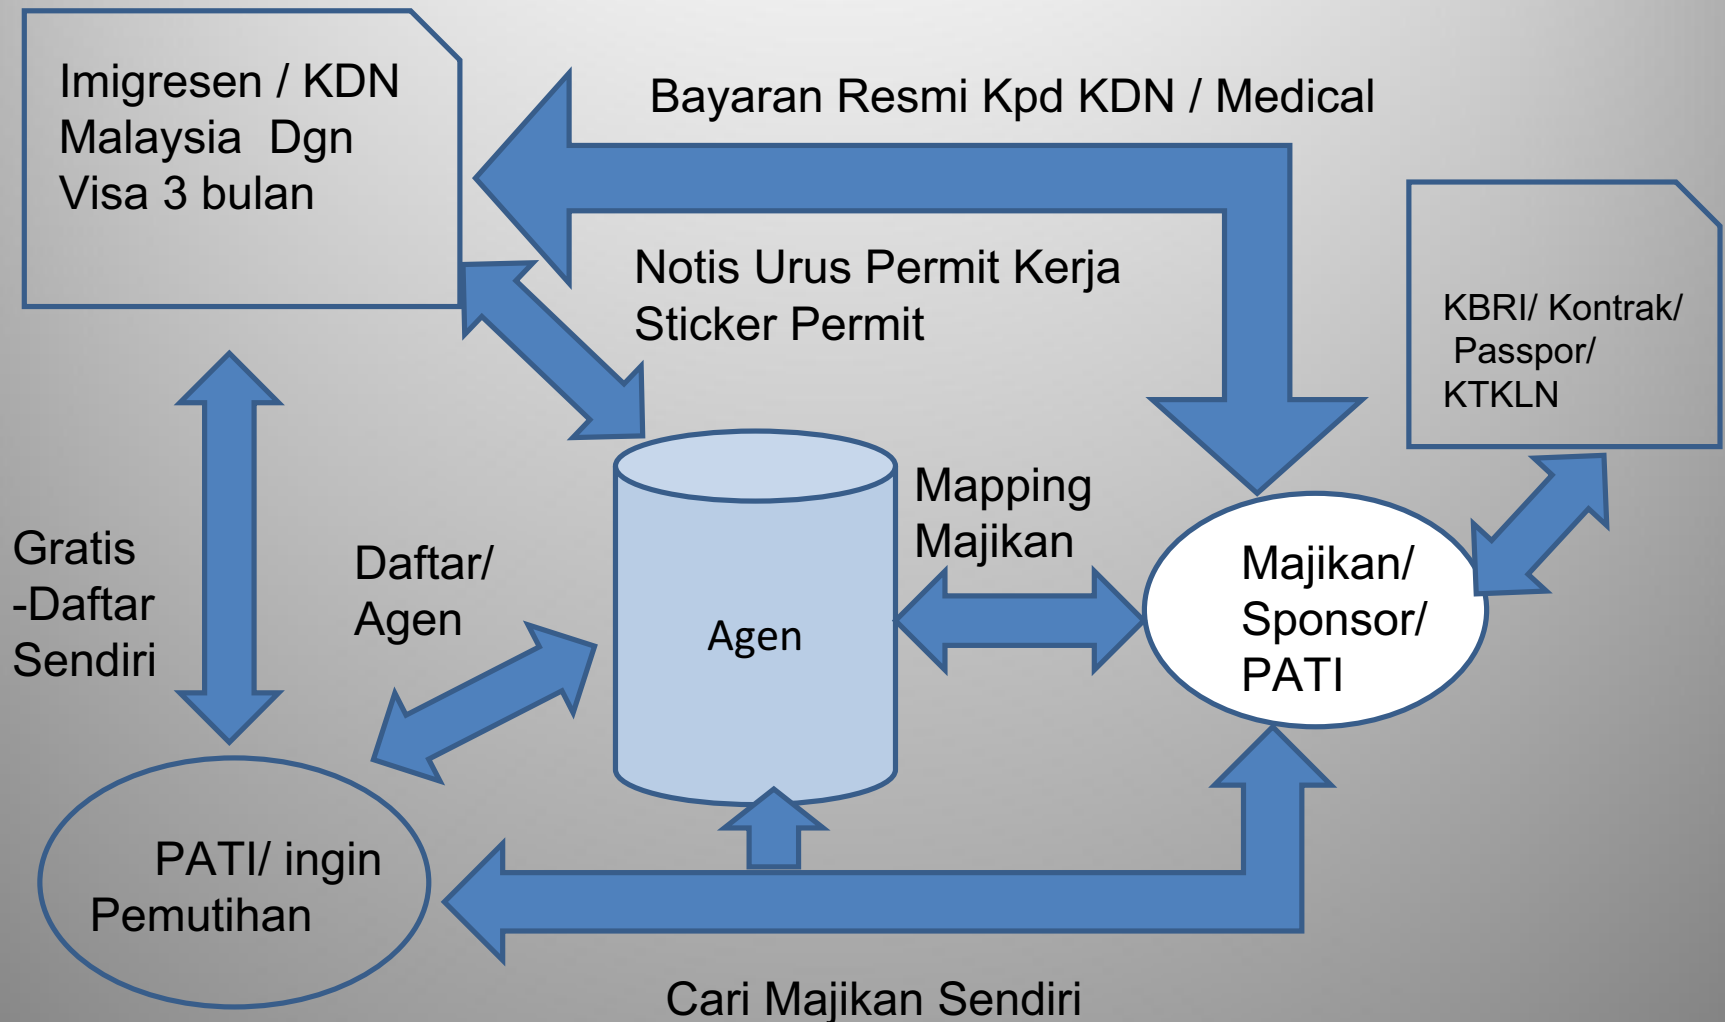 Imigresen / KDN
Malaysia  Dgn
Visa 3 bulan
Bayaran Resmi Kpd KDN / Medical
Notis Urus Permit Kerja
Sticker Permit
KBRI/ Kontrak/
Passpor/
KTKLN
Gratis
-Daftar
Sendiri
Daftar/
Agen
Agen
Mapping
Majikan
Majikan/
Sponsor/
PATI
PATI/ ingin
Pemutihan
Cari Majikan Sendiri